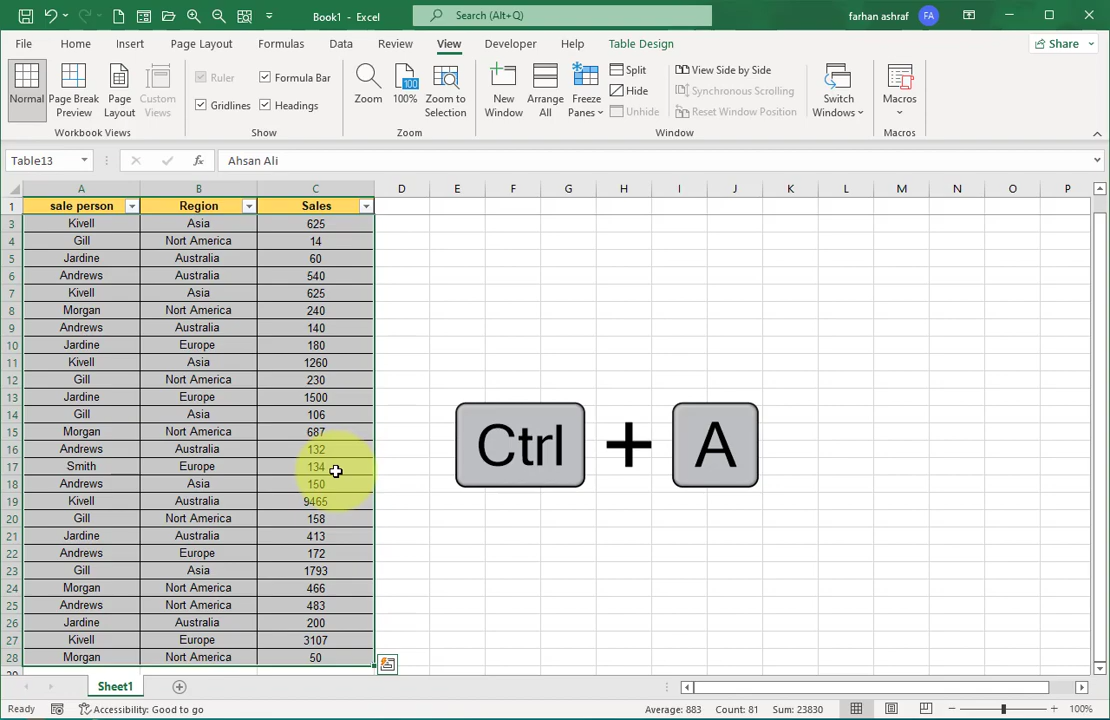 Book1 - Excel
Search (Alt+Q)
farhan ashraf
FA
File Home Insert Page Layout Formulas Data Review View Developer Help Table Design Share
Normal
Page Break Preview
Page Layout
Custom Views
Workbook Views
Ruler
Formula Bar
Gridlines
Headings
Show
Zoom
100
100%
Zoom to Selection
Zoom
New Window
Arrange All
Freeze Panes
Split
Hide
Unhide
View Side by Side
Synchronous Scrolling
Reset Window Position
Window
Switch Windows
Macros
Macros
Table13 fx Ahsan Ali
A B C D E F G H I J K L M N O P
1 sale person Region Sales
3 Kivell Asia 625
4 Gill Nort America 14
5 Jardine Australia 60
6 Andrews Australia 540
7 Kivell Asia 625
8 Morgan Nort America 240
9 Andrews Australia 140
10 Jardine Europe 180
11 Kivell Asia 1260
12 Gill Nort America 230
13 Jardine Europe 1500
14 Gill Asia 106
15 Morgan Nort America 687
16 Andrews Australia 132
17 Smith Europe 134
18 Andrews Asia 150
19 Kivell Australia 9465
20 Gill Nort America 158
21 Jardine Australia 413
22 Andrews Europe 172
23 Gill Asia 1793
24 Morgan Nort America 466
25 Andrews Nort America 483
26 Jardine Australia 200
27 Kivell Europe 3107
28 Morgan Nort America 50
29
Ctrl + A
Sheet1
Ready
Accessibility: Good to go
Average: 883 Count: 81 Sum: 23830
100%